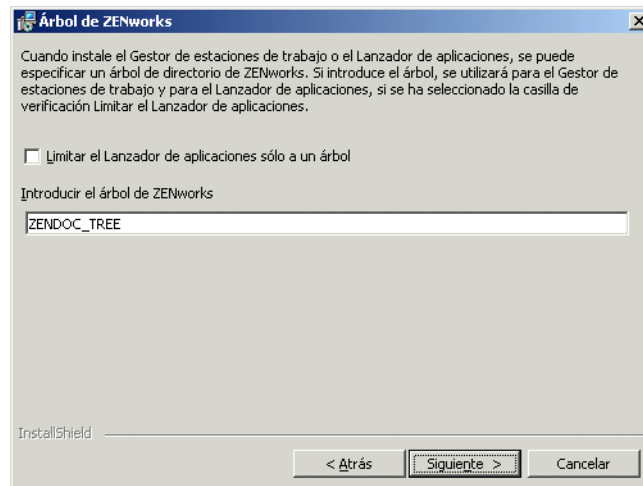 Árbol de ZENworks
Cuando instale el Gestor de estaciones de trabajo o el Lanzador de aplicaciones, se puede
especificar un árbol de directorio de ZENworks. Si introduce el árbol, se utilizará para el Gestor de
estaciones de trabajo y para el Lanzador de aplicaciones, si se ha seleccionado la casilla de
verificación Limitar el Lanzador de aplicaciones.
Limitar el Lanzador de aplicaciones sólo a un árbol
Introducir el árbol de ZENworks
ZENDOC_TREE
InstallShield
< Atrás
Siguiente >
Cancelar